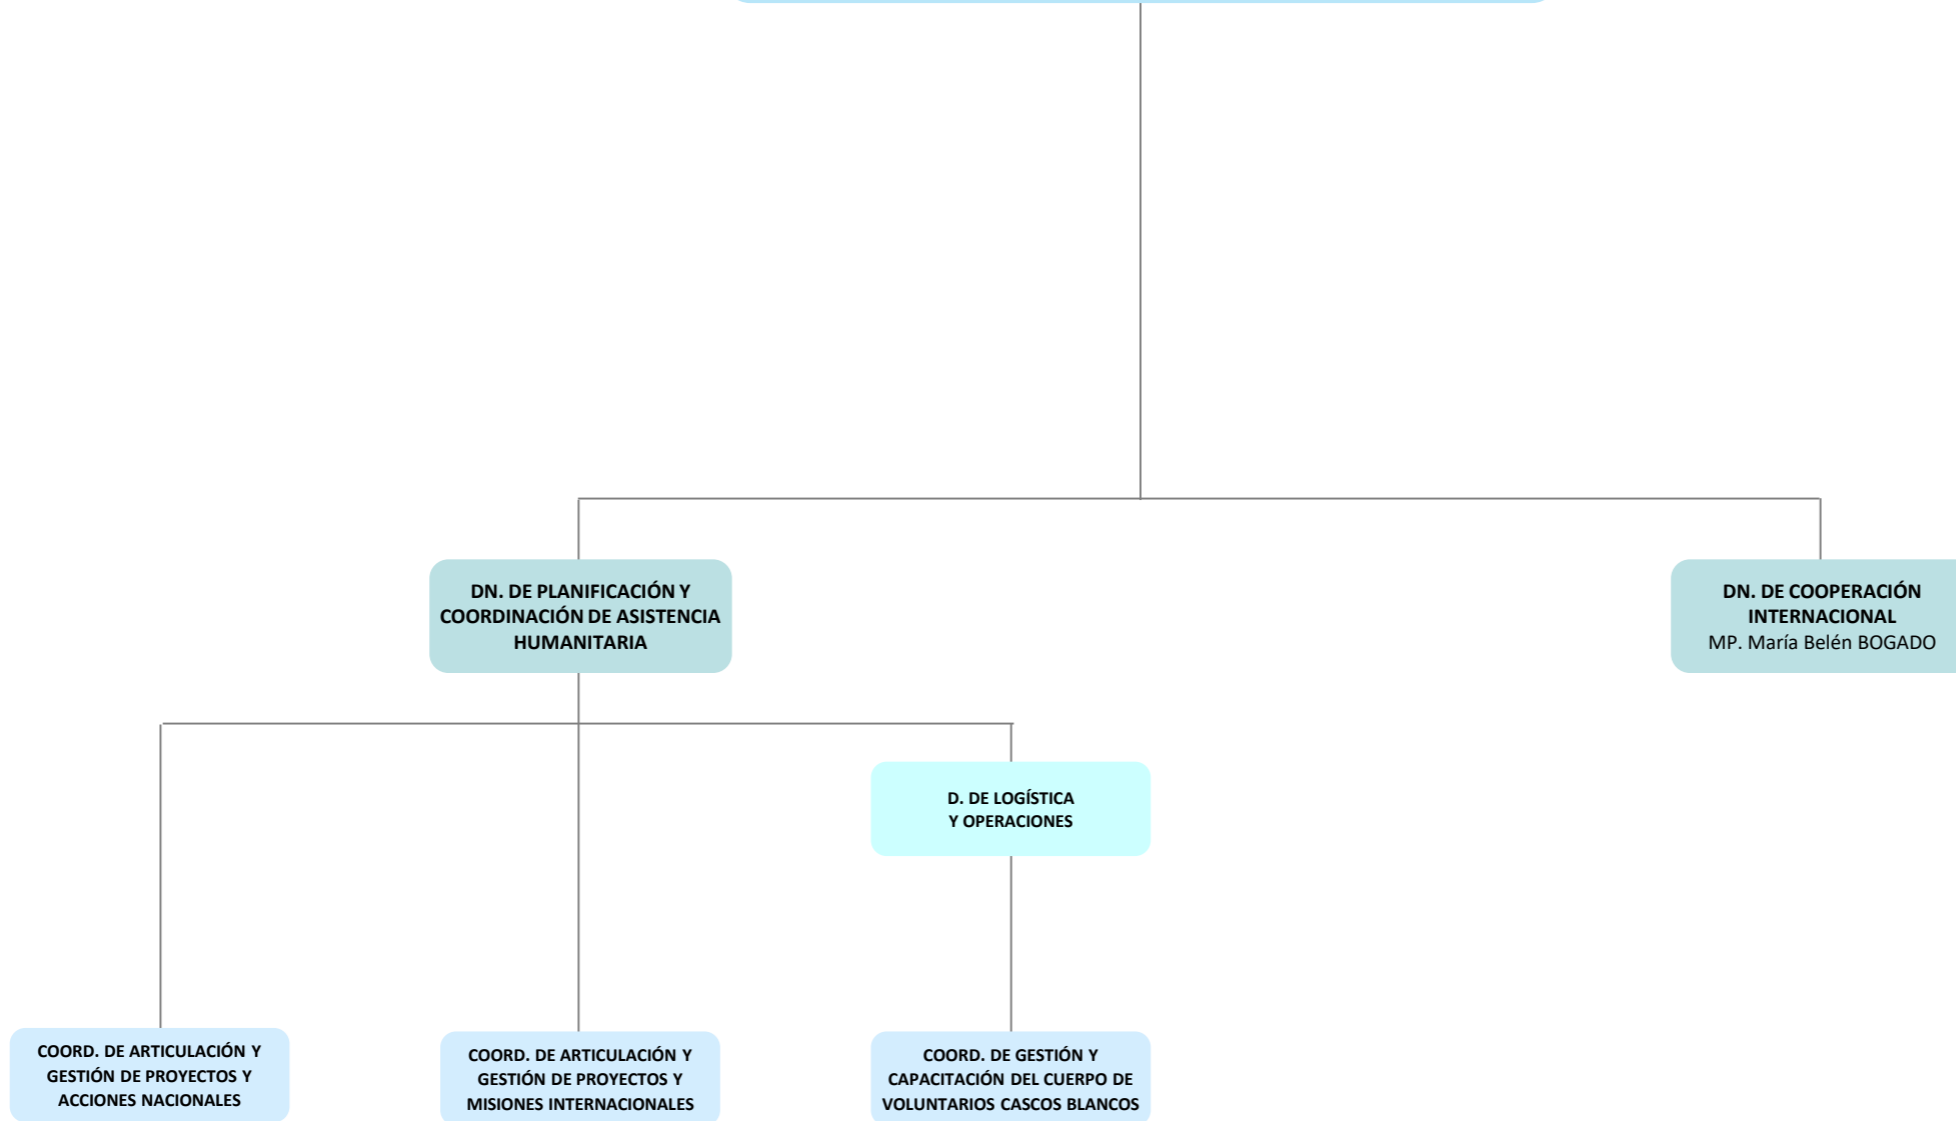 DN. DE PLANIFICACIÓN Y
COORDINACIÓN DE ASISTENCIA
HUMANITARIA
DN. DE COOPERACIÓN
INTERNACIONAL
MP. María Belén BOGADO
D. DE LOGÍSTICA
Y OPERACIONES
COORD. DE ARTICULACIÓN Y
GESTIÓN DE PROYECTOS Y
ACCIONES NACIONALES
COORD. DE ARTICULACIÓN Y
GESTIÓN DE PROYECTOS Y
MISIONES INTERNACIONALES
COORD. DE GESTIÓN Y
CAPACITACIÓN DEL CUERPO DE
VOLUNTARIOS CASCOS BLANCOS